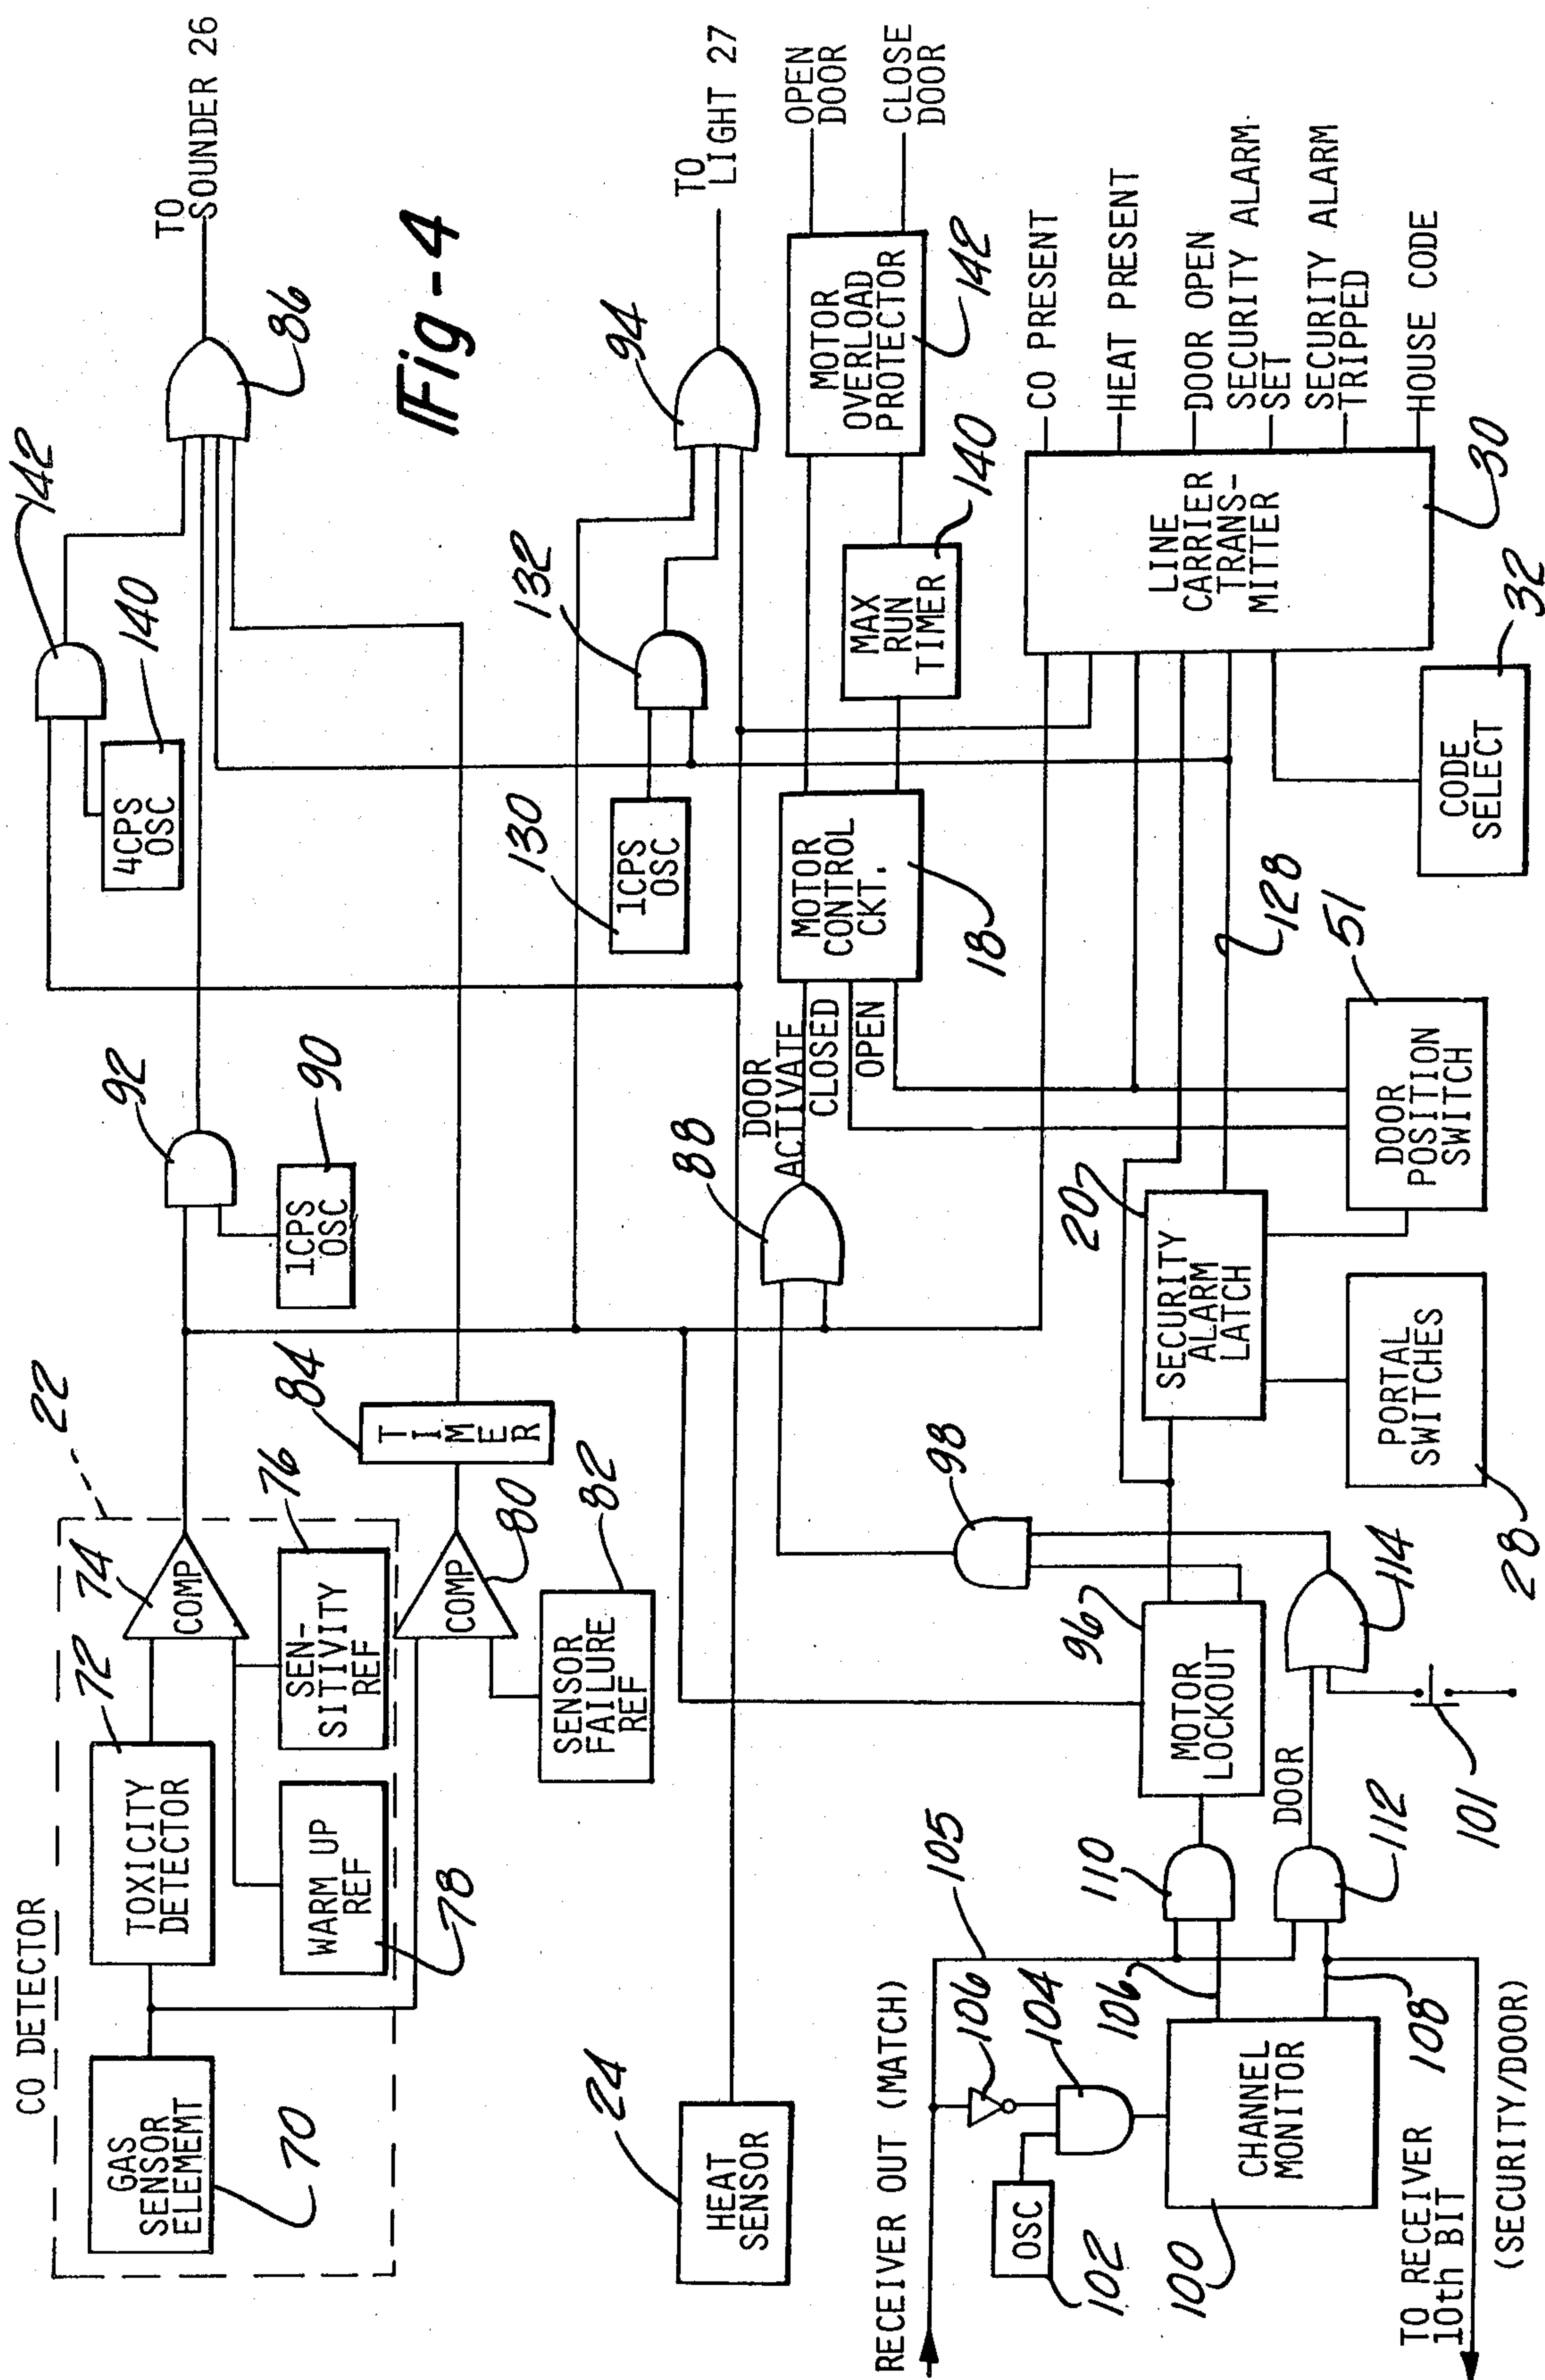 CO DETECTOR
22
GAS
SENSOR
ELEMEMT
70
TOXICITY
DETECTOR
72
COMP
74
SEN-
SITIVITY
REF
76
WARM UP
REF
78
COMP
80
SENSOR
FAILURE
REF
82
TIMER
84
92
1CPS
OSC
90
4CPS
OSC
140
142
86
TO
SOUNDER 26
Fig-4
HEAT
SENSOR
24
1CPS
OSC
130
132
94
TO
LIGHT 27
88
DOOR
ACTIVATE
CLOSED
OPEN
MOTOR
CONTROL
CKT.
18
MAX
RUN
TIMER
140
MOTOR
OVERLOAD
PROTECTOR
142
OPEN
DOOR
CLOSE
DOOR
RECEIVER OUT (MATCH)
105
106
104
OSC
102
CHANNEL
MONITOR
100
106
108
110
112
DOOR
TO RECEIVER
10th BIT
(SECURITY/DOOR)
MOTOR
LOCKOUT
96
98
114
101
SECURITY
ALARM
LATCH
20
PORTAL
SWITCHES
28
DOOR
POSITION
SWITCH
51
128
CODE
SELECT
32
LINE
CARRIER
TRANS-
MITTER
30
CO PRESENT
HEAT PRESENT
DOOR OPEN
SECURITY ALARM
SET
SECURITY ALARM
TRIPPED
HOUSE CODE